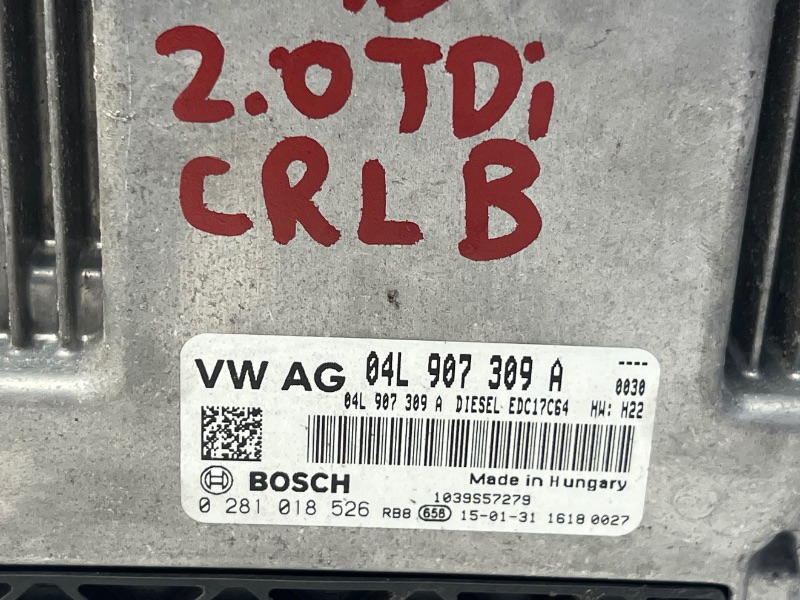 2.0TDi
CRLB
VW AG 04L 907 309 A ----
0030
04L 907 309 A DIESEL EDC17C64 HW: H22
BOSCH Made in Hungary
1039S57279
0 281 018 526 RB8 658 15-01-31 1618 0027